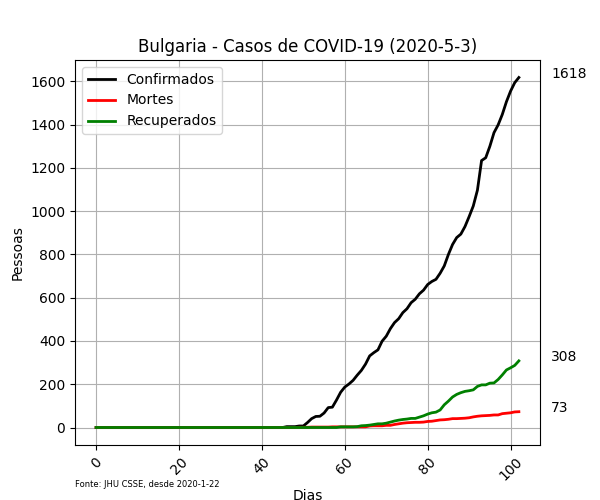 Bulgaria - Casos de COVID-19 (2020-5-3)
Confirmados
Mortes
Recuperados
1618
308
73
1600
1400
1200
1000
800
600
400
200
0
Pessoas
0
20
40
60
80
100
Fonte: JHU CSSE, desde 2020-1-22
Dias